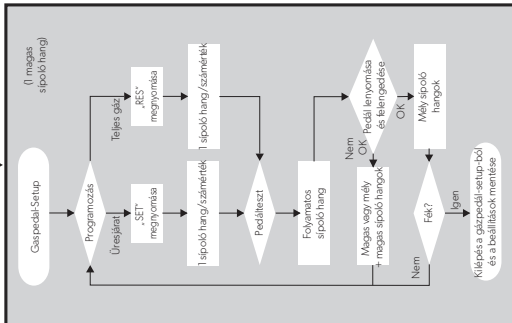 Gaspedal-Setup
(1 magas
sípoló hang)
Programozás
Üresjárat
Teljes gáz
„SET”
megnyomása
„RES”
megnyomása
1 sípoló hang/számérték
1 sípoló hang/számérték
Pedálteszt
Folyamatos
sípoló hang
Pedál lenyomása
és felengedése
Nem
OK
OK
Magas vagy mély
+ magas sípoló hangok
Mély sípoló
hangok
Fék?
Nem
Igen
Kilépés a gázpedál-setup-ból
és a beállítások mentése